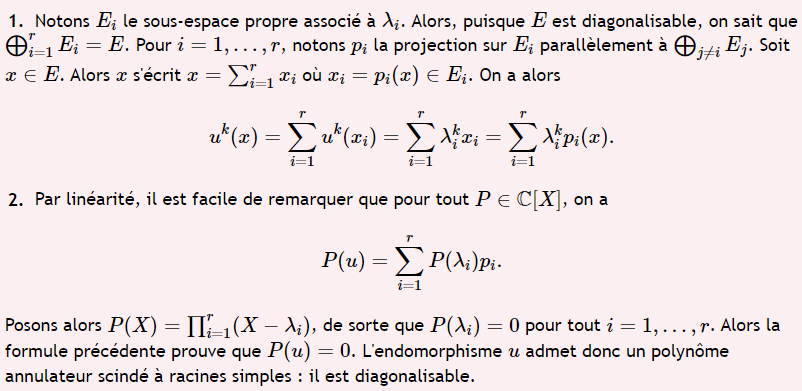 1. Notons $E_i$ le sous-espace propre associé à $\lambda_i$. Alors, puisque $E$ est diagonalisable, on sait que
$\bigoplus_{i=1}^r E_i = E$. Pour $i = 1, \ldots, r$, notons $p_i$ la projection sur $E_i$ parallèlement à $\bigoplus_{j \neq i} E_j$. Soit
$x \in E$. Alors $x$ s'écrit $x = \sum_{i=1}^r x_i$ où $x_i = p_i(x) \in E_i$. On a alors
$u^k(x) = \sum_{i=1}^r u^k(x_i) = \sum_{i=1}^r \lambda_i^k x_i = \sum_{i=1}^r \lambda_i^k p_i(x).$
2. Par linéarité, il est facile de remarquer que pour tout $P \in \mathbb{C}[X]$, on a
$P(u) = \sum_{i=1}^r P(\lambda_i) p_i.$
Posons alors $P(X) = \prod_{i=1}^r (X - \lambda_i)$, de sorte que $P(\lambda_i) = 0$ pour tout $i = 1, \ldots, r$. Alors la
formule précédente prouve que $P(u) = 0$. L'endomorphisme $u$ admet donc un polynôme
annulateur scindé à racines simples : il est diagonalisable.